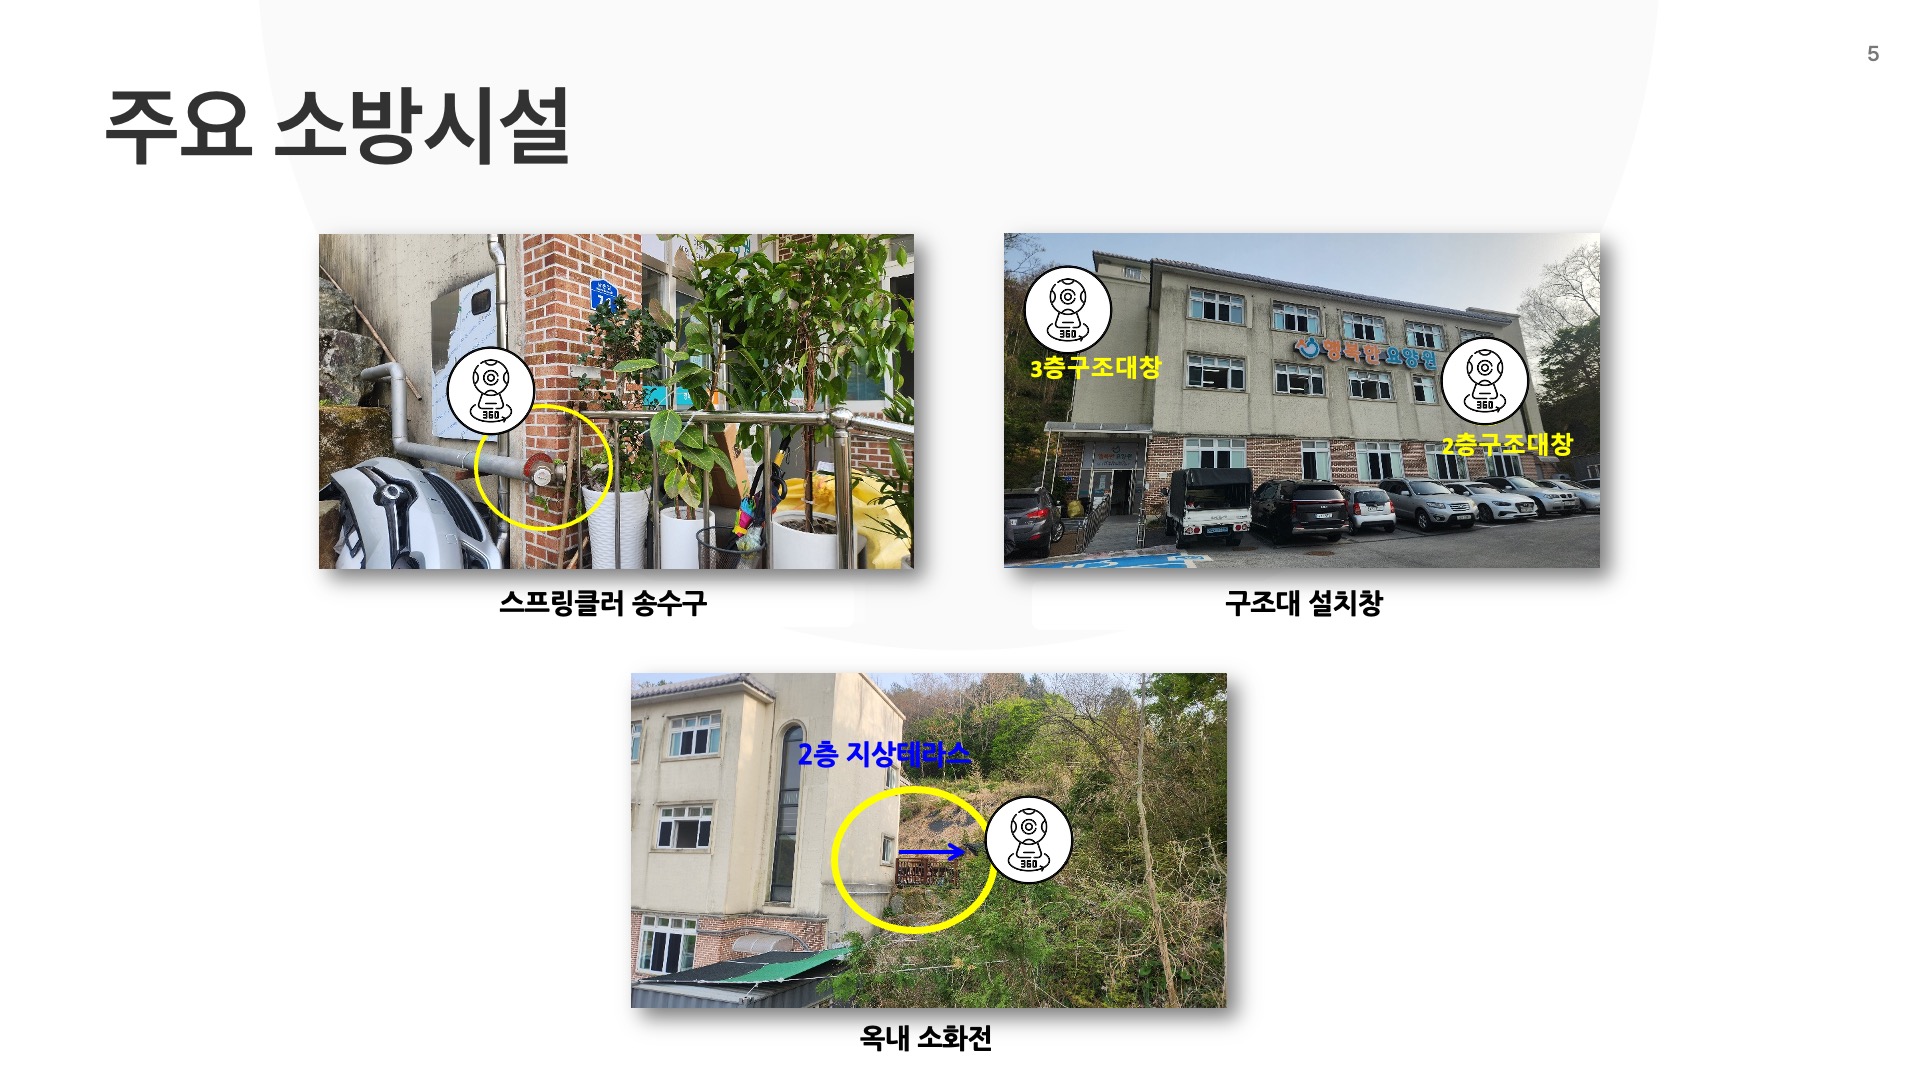 5
주요 소방시설
360
스프링클러 송수구
360
3층구조대창
행복한 요양원
360
2층구조대창
구조대 설치창
2층 지상테라스
360
옥내 소화전